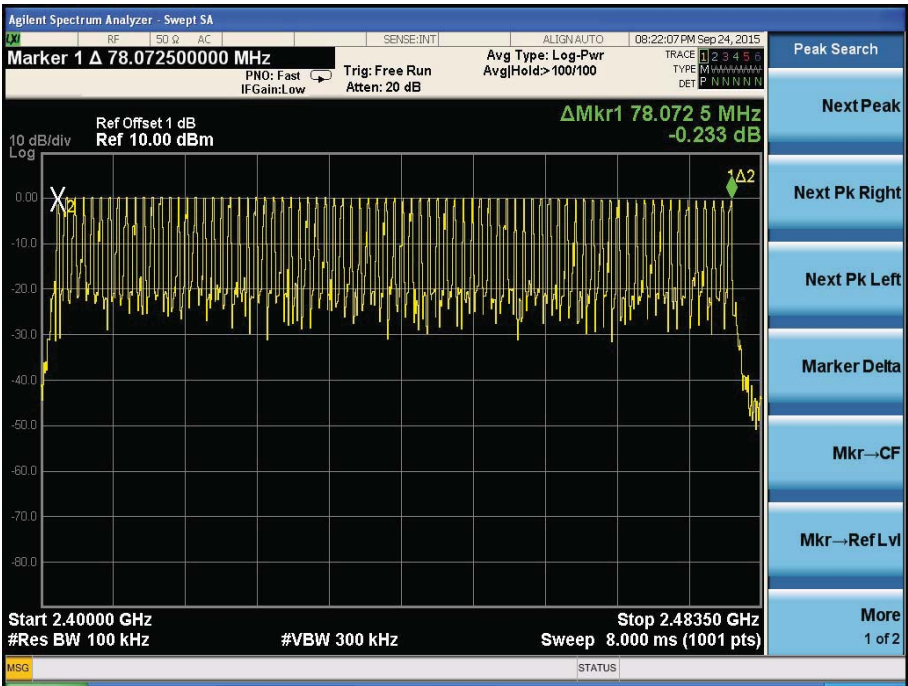 Agilent Spectrum Analyzer - Swept SA
LXI RF 50 Ω AC SENSE:INT ALIGN AUTO 08:22:07 PM Sep 24, 2015
Marker 1 Δ 78.072500000 MHz
PNO: Fast
IFGain:Low
Trig: Free Run
Atten: 20 dB
Avg Type: Log-Pwr
Avg|Hold:>100/100
TRACE 1 2 3 4 5 6
TYPE M
DET P N N N N N
Peak Search
ΔMkr1 78.072 5 MHz
-0.233 dB
Ref Offset 1 dB
10 dB/div Ref 10.00 dBm
Log
0.00
-10.0
-20.0
-30.0
-40.0
-50.0
-60.0
-70.0
-80.0
X2
1Δ2
Start 2.40000 GHz
Stop 2.48350 GHz
#Res BW 100 kHz
#VBW 300 kHz
Sweep 8.000 ms (1001 pts)
MSG
STATUS
Next Peak
Next Pk Right
Next Pk Left
Marker Delta
Mkr→CF
Mkr→Ref Lvl
More
1 of 2